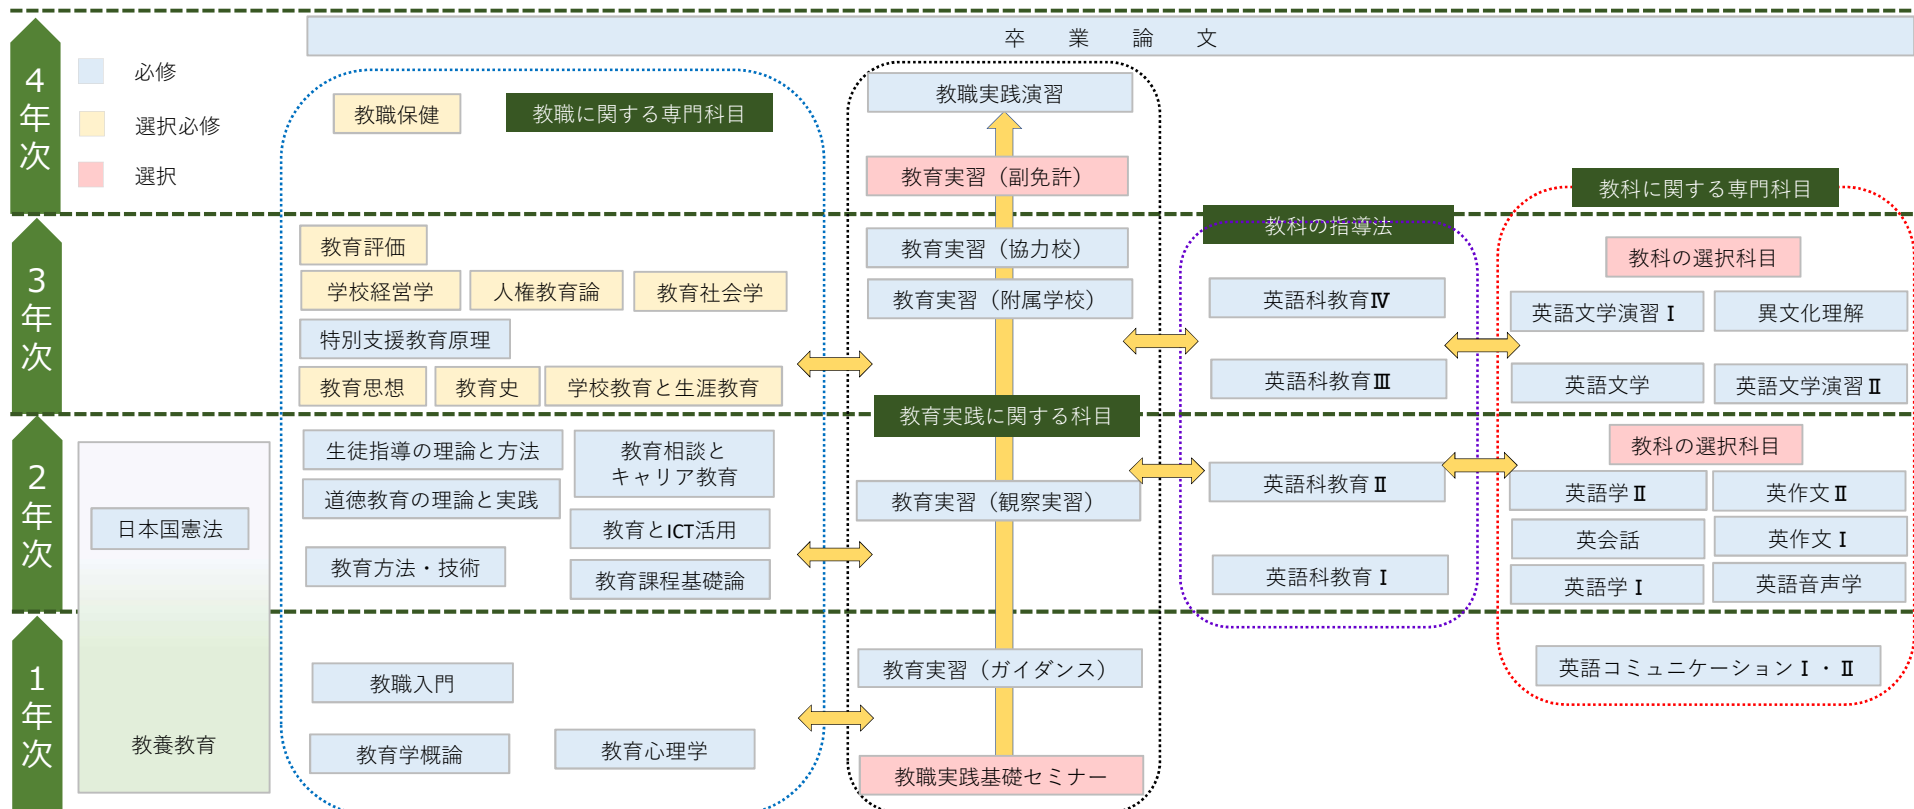 卒業論文
4年次
必修
選択必修
選択
教職保健
教職に関する専門科目
教職実践演習
教育実習（副免許）
教科に関する専門科目
3年次
教育評価
学校経営学
人権教育論
教育社会学
特別支援教育原理
教育思想
教育史
学校教育と生涯教育
教育実習（協力校）
教育実習（附属学校）
教科の指導法
英語科教育Ⅳ
英語科教育Ⅲ
教科の選択科目
英語文学演習Ⅰ
異文化理解
英語文学
英語文学演習Ⅱ
教育実践に関する科目
2年次
日本国憲法
生徒指導の理論と方法
教育相談と
キャリア教育
道徳教育の理論と実践
教育とICT活用
教育方法・技術
教育課程基礎論
教育実習（観察実習）
英語科教育Ⅱ
英語科教育Ⅰ
教科の選択科目
英語学Ⅱ
英作文Ⅱ
英会話
英作文Ⅰ
英語学Ⅰ
英語音声学
1年次
教養教育
教職入門
教育学概論
教育心理学
教育実習（ガイダンス）
教職実践基礎セミナー
英語コミュニケーションⅠ・Ⅱ